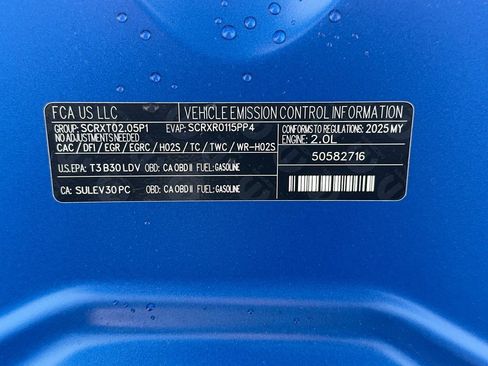 FCA US LLC VEHICLE EMISSION CONTROL INFORMATION
GROUP: SCRXT02.05P1 EVAP: SCRXR0115PP4
NO ADJUSTMENTS NEEDED
CAC / DFI / EGR / EGRC / HO2S / TC / TWC / WR-HO2S
U.S.EPA: T3 B30 LDV OBD: CA OBD II FUEL: GASOLINE
CA: SULEV30 PC OBD: CA OBD II FUEL: GASOLINE
CONFORMS TO REGULATIONS: 2025 MY
ENGINE: 2.0L
50582716